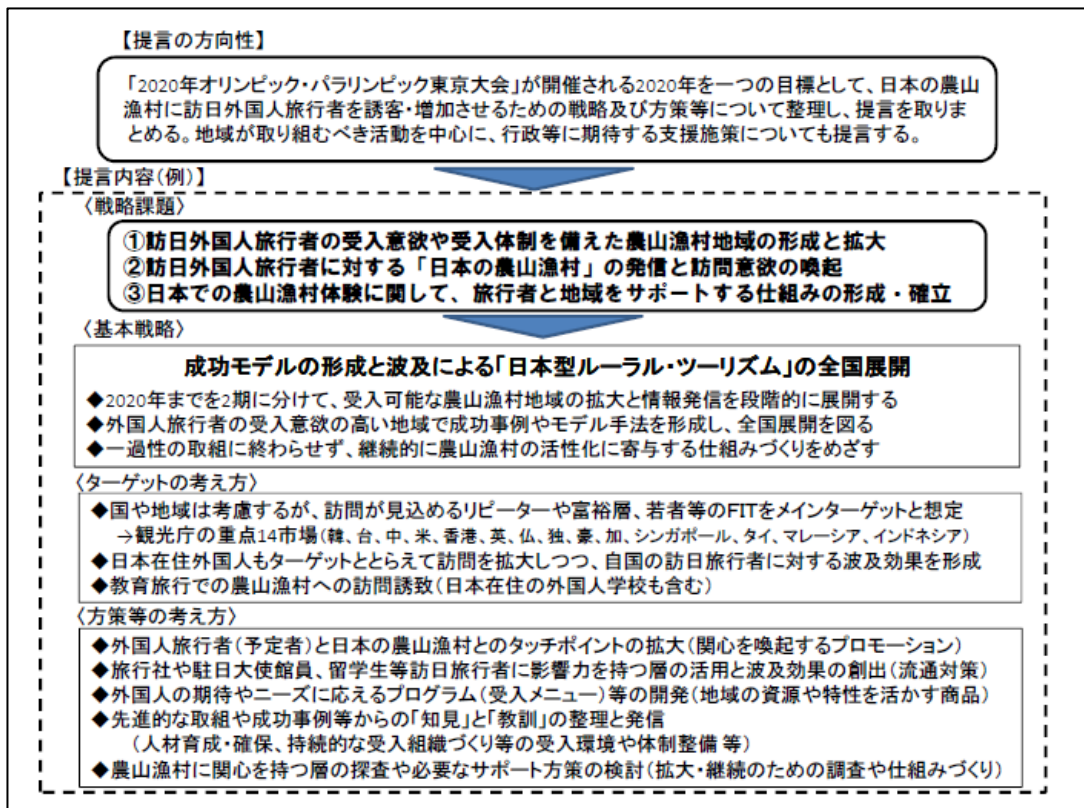 【提言の方向性】
「2020年オリンピック・パラリンピック東京大会」が開催される2020年を一つの目標として、日本の農山
漁村に訪日外国人旅行者を誘客・増加させるための戦略及び方策等について整理し、提言を取りま
とめる。地域が取り組むべき活動を中心に、行政等に期待する支援施策についても提言する。
【提言内容(例)】
〈戦略課題〉
①訪日外国人旅行者の受入意欲や受入体制を備えた農山漁村地域の形成と拡大
②訪日外国人旅行者に対する「日本の農山漁村」の発信と訪問意欲の喚起
③日本での農山漁村体験に関して、旅行者と地域をサポートする仕組みの形成・確立
〈基本戦略〉
成功モデルの形成と波及による「日本型ルーラル・ツーリズム」の全国展開
◆2020年までを2期に分けて、受入可能な農山漁村地域の拡大と情報発信を段階的に展開する
◆外国人旅行者の受入意欲の高い地域で成功事例やモデル手法を形成し、全国展開を図る
◆一過性の取組に終わらせず、継続的に農山漁村の活性化に寄与する仕組みづくりをめざす
〈ターゲットの考え方〉
◆国や地域は考慮するが、訪問が見込めるリピーターや富裕層、若者等のFITをメインターゲットと想定
→観光庁の重点14市場(韓、台、中、米、香港、英、仏、独、豪、加、シンガポール、タイ、マレーシア、インドネシア)
◆日本在住外国人もターゲットととらえて訪問を拡大しつつ、自国の訪日旅行者に対する波及効果を形成
◆教育旅行での農山漁村への訪問誘致(日本在住の外国人学校も含む)
〈方策等の考え方〉
◆外国人旅行者(予定者)と日本の農山漁村とのタッチポイントの拡大(関心を喚起するプロモーション)
◆旅行社や駐日大使館員、留学生等訪日旅行者に影響力を持つ層の活用と波及効果の創出(流通対策)
◆外国人の期待やニーズに応えるプログラム(受入メニュー)等の開発(地域の資源や特性を活かす商品)
◆先進的な取組や成功事例等からの「知見」と「教訓」の整理と発信
(人材育成・確保、持続的な受入組織づくり等の受入環境や体制整備 等)
◆農山漁村に関心を持つ層の探査や必要なサポート方策の検討(拡大・継続のための調査や仕組みづくり)